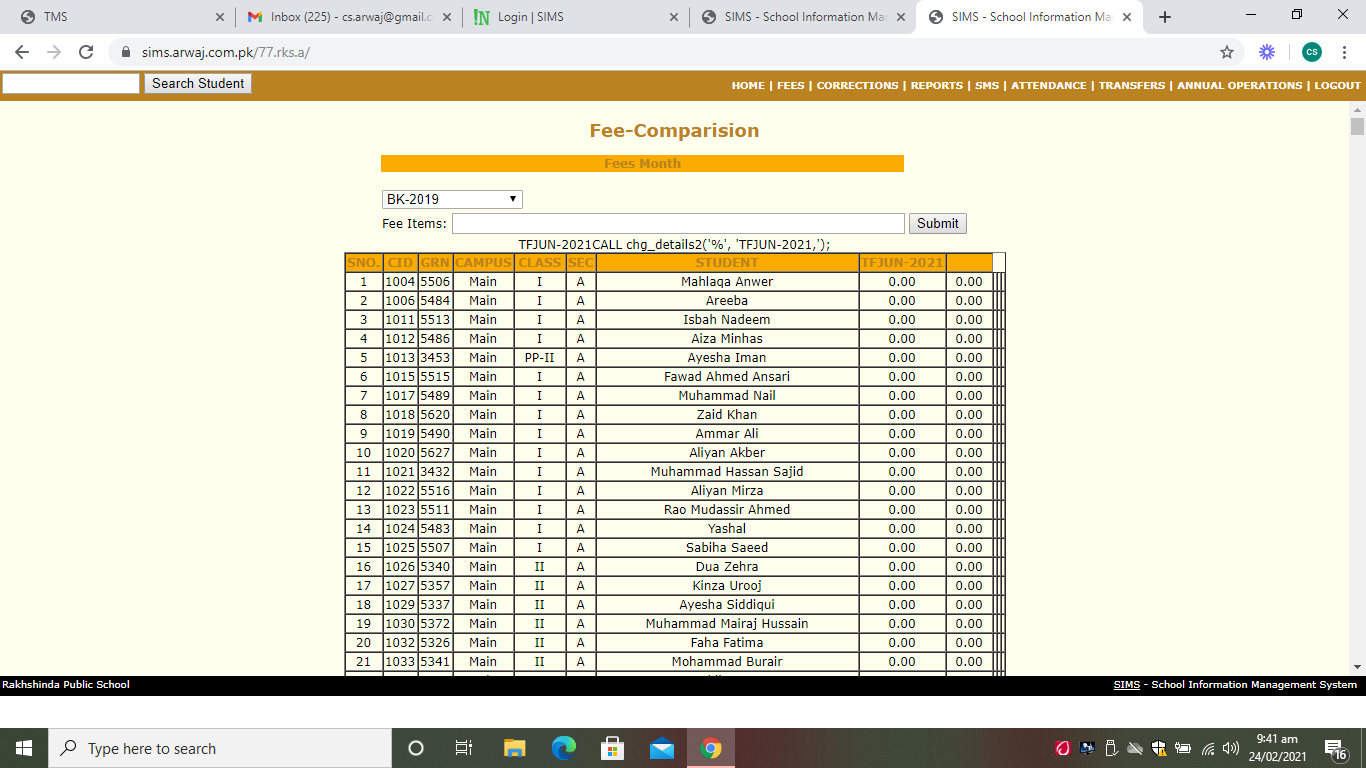 TMS
Inbox (225) - cs.arwaj@gmail.c
Login | SIMS
SIMS - School Information Ma
SIMS - School Information Ma
sims.arwaj.com.pk/77.rks.a/
CS
Search Student
HOME | FEES | CORRECTIONS | REPORTS | SMS | ATTENDANCE | TRANSFERS | ANNUAL OPERATIONS | LOGOUT
Fee-Comparision
Fees Month
BK-2019
Fee Items: Submit
TFJUN-2021CALL chg_details2('%', 'TFJUN-2021,');
SNO. CID GRN CAMPUS CLASS SEC STUDENT TFJUN-2021
1 1004 5506 Main I A Mahlaqa Anwer 0.00 0.00
2 1006 5484 Main I A Areeba 0.00 0.00
3 1011 5513 Main I A Isbah Nadeem 0.00 0.00
4 1012 5486 Main I A Aiza Minhas 0.00 0.00
5 1013 3453 Main PP-II A Ayesha Iman 0.00 0.00
6 1015 5515 Main I A Fawad Ahmed Ansari 0.00 0.00
7 1017 5489 Main I A Muhammad Nail 0.00 0.00
8 1018 5620 Main I A Zaid Khan 0.00 0.00
9 1019 5490 Main I A Ammar Ali 0.00 0.00
10 1020 5627 Main I A Aliyan Akber 0.00 0.00
11 1021 3432 Main I A Muhammad Hassan Sajid 0.00 0.00
12 1022 5516 Main I A Aliyan Mirza 0.00 0.00
13 1023 5511 Main I A Rao Mudassir Ahmed 0.00 0.00
14 1024 5483 Main I A Yashal 0.00 0.00
15 1025 5507 Main I A Sabiha Saeed 0.00 0.00
16 1026 5340 Main II A Dua Zehra 0.00 0.00
17 1027 5357 Main II A Kinza Urooj 0.00 0.00
18 1029 5337 Main II A Ayesha Siddiqui 0.00 0.00
19 1030 5372 Main II A Muhammad Mairaj Hussain 0.00 0.00
20 1032 5326 Main II A Faha Fatima 0.00 0.00
21 1033 5341 Main II A Mohammad Burair 0.00 0.00
Rakhshinda Public School
SIMS - School Information Management System
Type here to search
9:41 am
24/02/2021
16